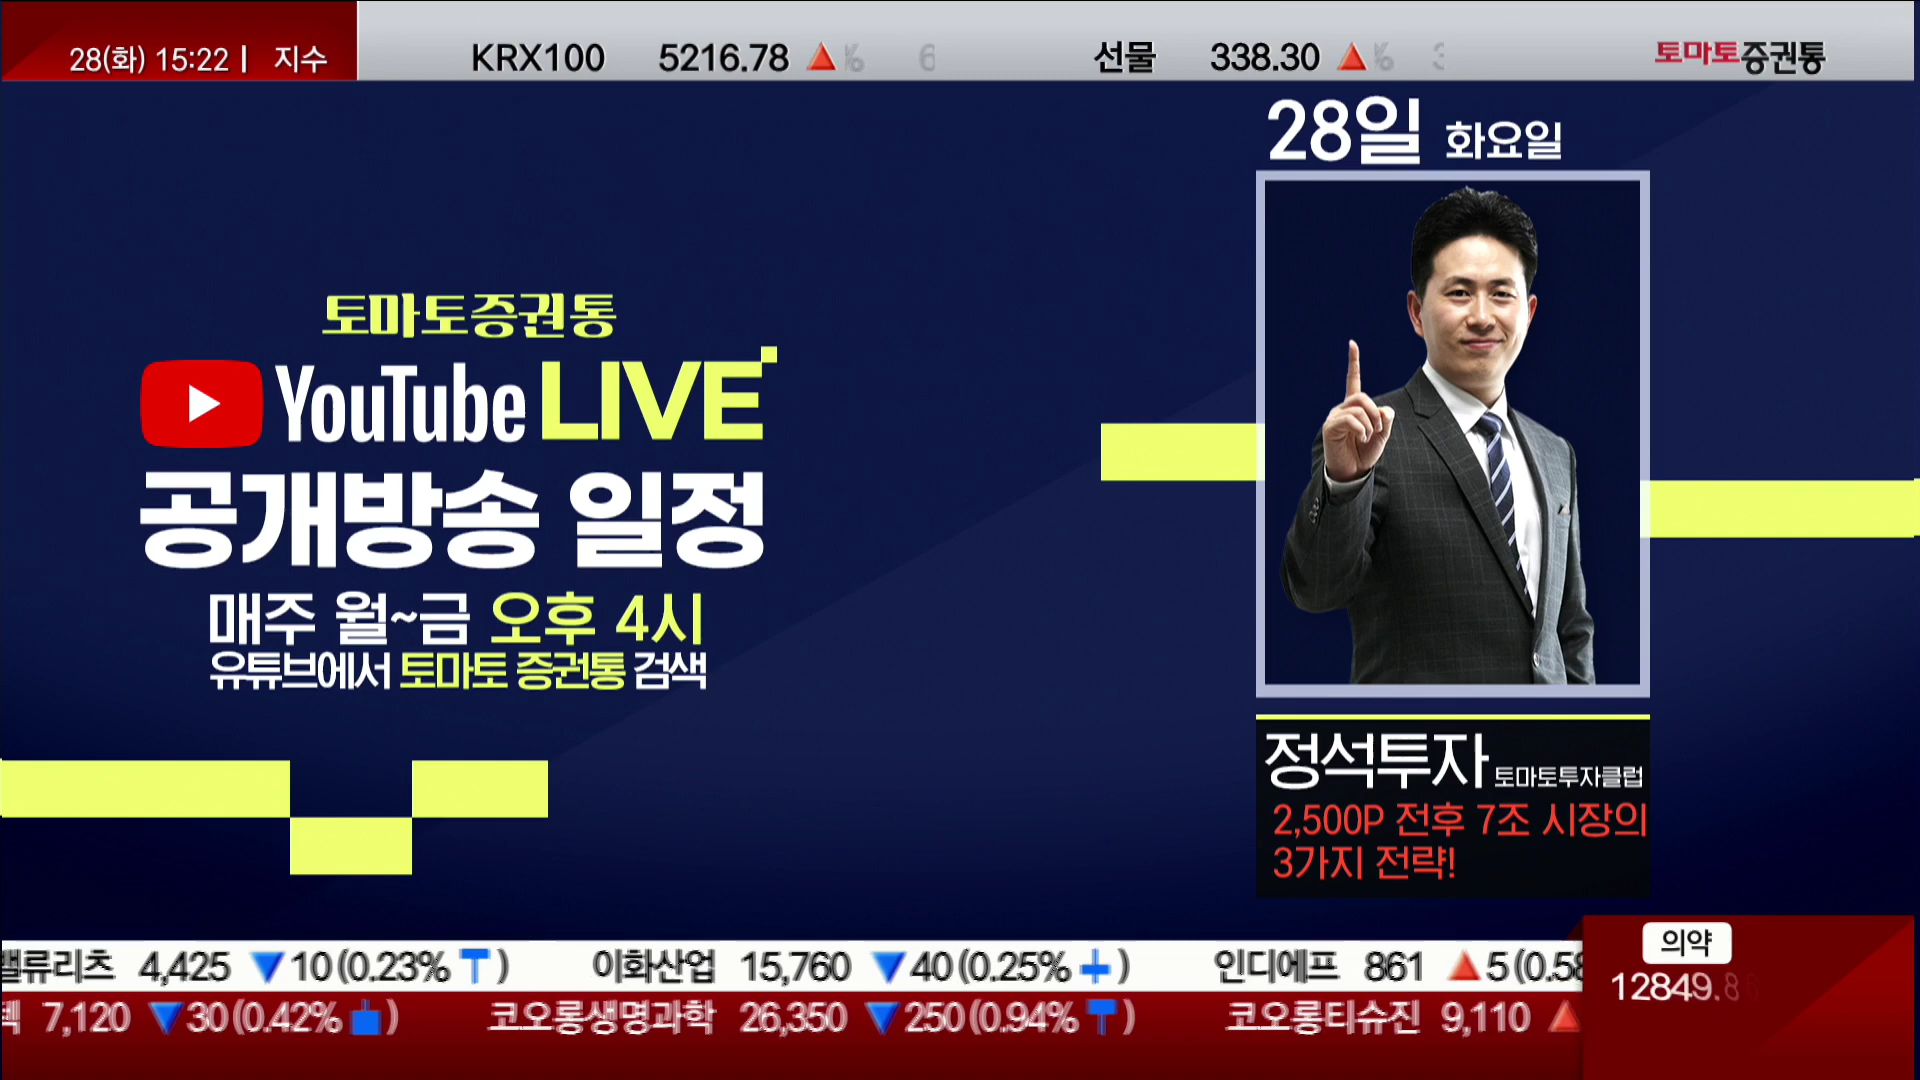 28(화) 15:22 | 지수
KRX100 5216.78 ▲
선물 338.30 ▲
토마토증권통
28일 화요일
토마토증권통
YouTube LIVE
공개방송 일정
매주 월~금 오후 4시
유튜브에서 토마토 증권통 검색
정석투자 토마토투자클럽
2,500P 전후 7조 시장의
3가지 전략!
밸류리츠 4,425 ▼10(0.23%) 이화산업 15,760 ▼40(0.25%) 인디에프 861 ▲5(0.58
7,120 ▼30(0.42%) 코오롱생명과학 26,350 ▼250(0.94%) 코오롱티슈진 9,110 ▲
의약
12849.86